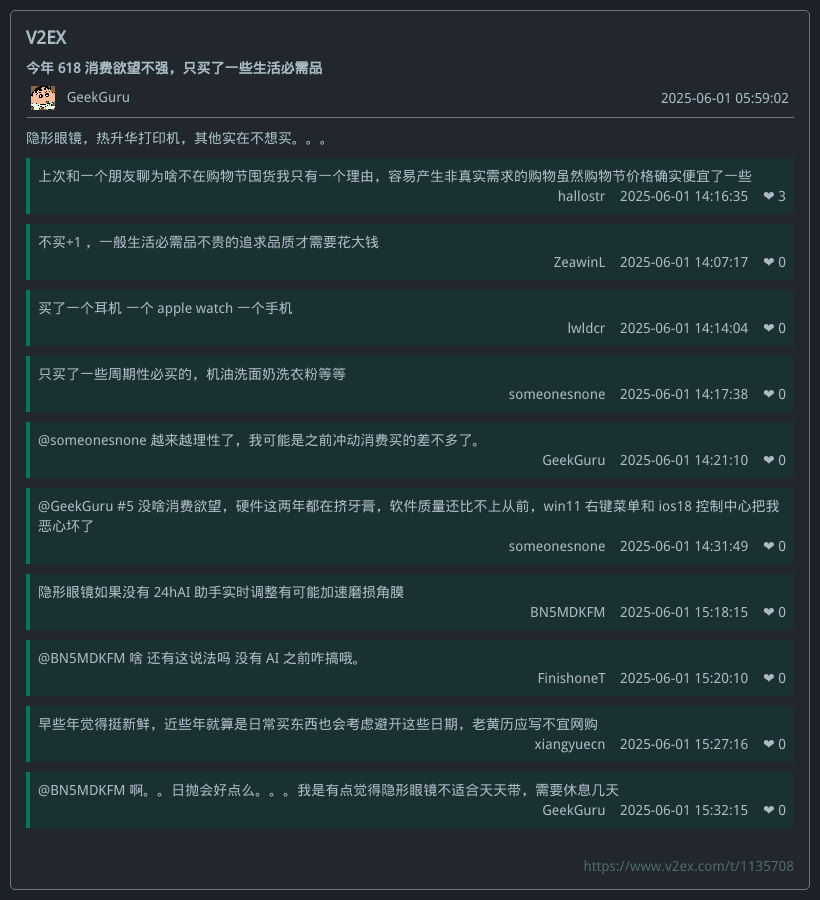 V2EX
今年 618 消费欲望不强，只买了一些生活必需品
GeekGuru
2025-06-01 05:59:02
隐形眼镜，热升华打印机，其他实在不想买。。。
上次和一个朋友聊为啥不在购物节囤货我只有一个理由，容易产生非真实需求的购物虽然购物节价格确实便宜了一些
hallostr 2025-06-01 14:16:35 ❤ 3
不买+1 ，一般生活必需品不贵的追求品质才需要花大钱
ZeawinL 2025-06-01 14:07:17 ❤ 0
买了一个耳机 一个 apple watch 一个手机
lwldcr 2025-06-01 14:14:04 ❤ 0
只买了一些周期性必买的，机油洗面奶洗衣粉等等
someonesnone 2025-06-01 14:17:38 ❤ 0
@someonesnone 越来越理性了，我可能是之前冲动消费买的差不多了。
GeekGuru 2025-06-01 14:21:10 ❤ 0
@GeekGuru #5 没啥消费欲望，硬件这两年都在挤牙膏，软件质量还比不上从前，win11 右键菜单和 ios18 控制中心把我
恶心坏了
someonesnone 2025-06-01 14:31:49 ❤ 0
隐形眼镜如果没有 24hAI 助手实时调整有可能加速磨损角膜
BN5MDKFM 2025-06-01 15:18:15 ❤ 0
@BN5MDKFM 啥 还有这说法吗 没有 AI 之前咋搞哦。
FinishoneT 2025-06-01 15:20:10 ❤ 0
早些年觉得挺新鲜，近些年就算是日常买东西也会考虑避开这些日期，老黄历应写不宜网购
xiangyuecn 2025-06-01 15:27:16 ❤ 0
@BN5MDKFM 啊。。日抛会好点么。。。我是有点觉得隐形眼镜不适合天天带，需要休息几天
GeekGuru 2025-06-01 15:32:15 ❤ 0
https://www.v2ex.com/t/1135708